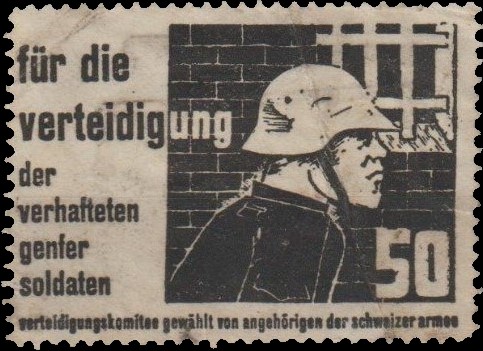 für die
verteidigung
der
verhafteten
genfer
soldaten
50
verteidigungskomitee gewählt von angehörigen der schweizer armee